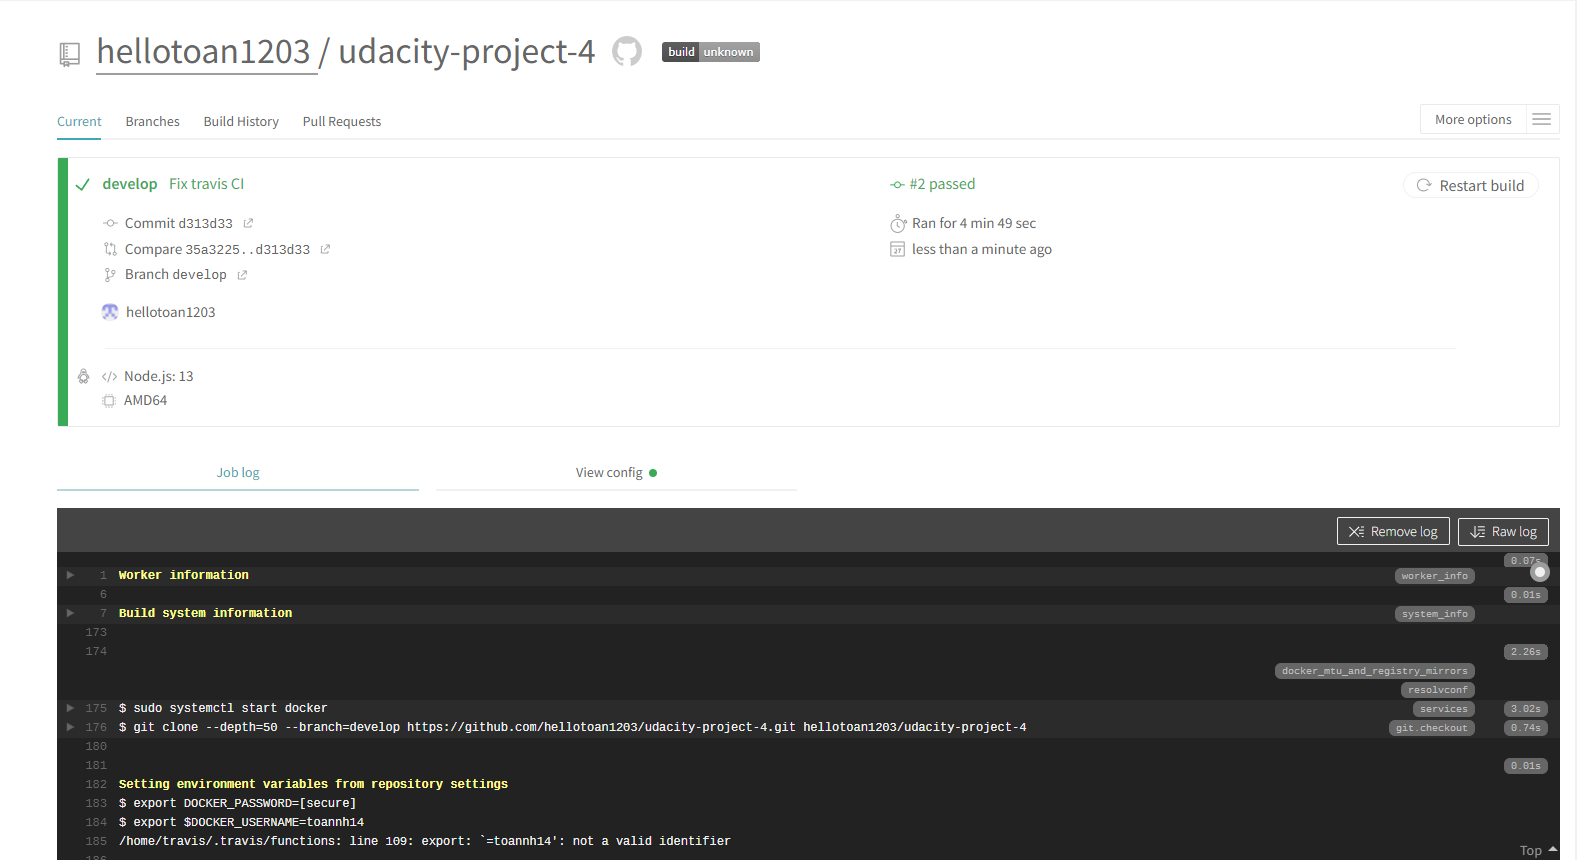 hellotoan1203 / udacity-project-4 build unknown
Current Branches Build History Pull Requests More options
develop Fix travis CI #2 passed Restart build
Commit d313d33 Ran for 4 min 49 sec
Compare 35a3225..d313d33 less than a minute ago
Branch develop
hellotoan1203
</> Node.js: 13
AMD64
Job log View config
Remove log Raw log
0.07s
1 Worker information worker_info
6 0.01s
7 Build system information system_info
173
174 2.26s
docker_mtu_and_registry_mirrors
resolvconf
175 $ sudo systemctl start docker services 3.02s
176 $ git clone --depth=50 --branch=develop https://github.com/hellotoan1203/udacity-project-4.git hellotoan1203/udacity-project-4 git.checkout 0.74s
180
181 0.01s
182 Setting environment variables from repository settings
183 $ export DOCKER_PASSWORD=[secure]
184 $ export $DOCKER_USERNAME=toannh14
185 /home/travis/.travis/functions: line 109: export: `=toannh14': not a valid identifier
186 Top